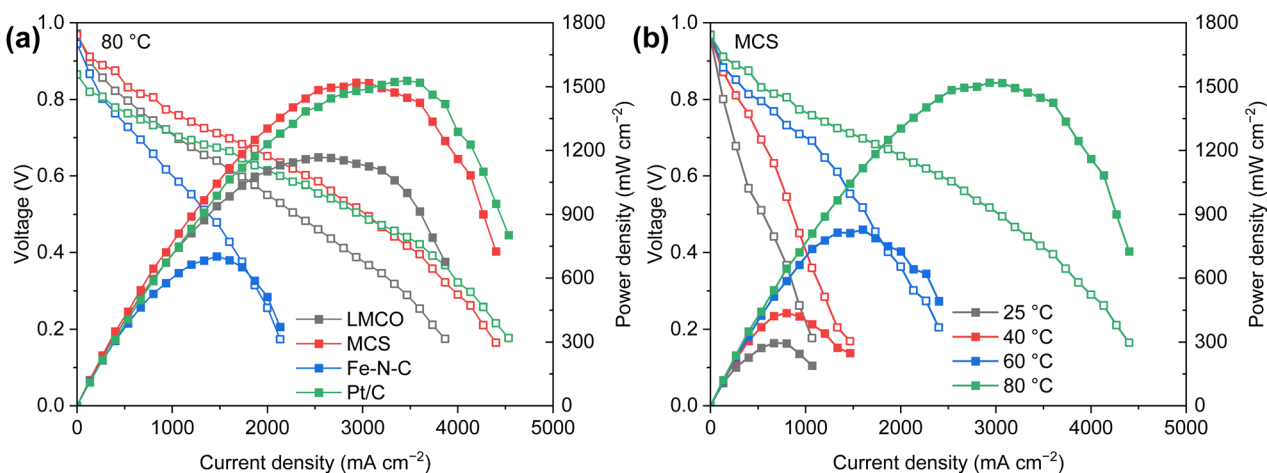 (a)
80 °C
Voltage (V)
1.0
0.8
0.6
0.4
0.2
0.0
1800
1500
1200
900
600
300
0
Power density (mW cm⁻²)
LMCO
MCS
Fe-N-C
Pt/C
0 1000 2000 3000 4000 5000
Current density (mA cm⁻²)
(b)
MCS
Voltage (V)
1.0
0.8
0.6
0.4
0.2
0.0
1800
1500
1200
900
600
300
0
Power density (mW cm⁻²)
25 °C
40 °C
60 °C
80 °C
0 1000 2000 3000 4000 5000
Current density (mA cm⁻²)